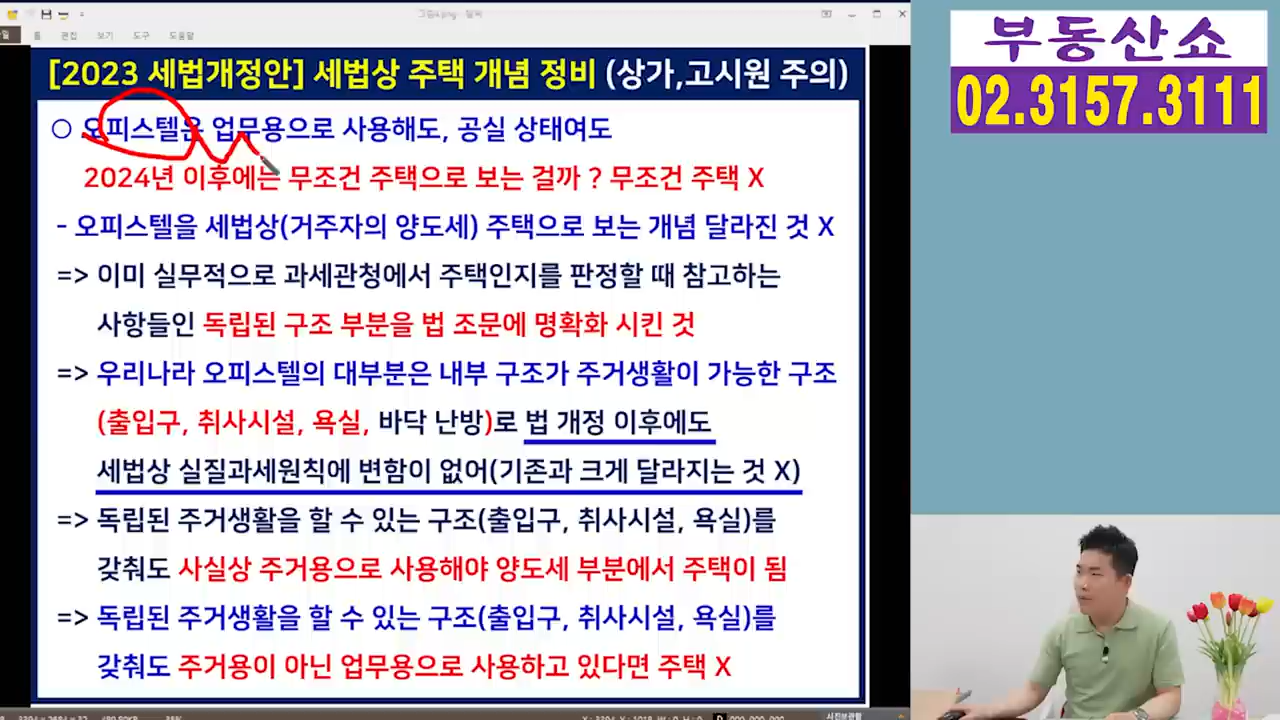 그림4.png - 팜픽
홈 편집 보기 도구 도움말
[2023 세법개정안] 세법상 주택 개념 정비 (상가,고시원 주의)
○ 오피스텔은 업무용으로 사용해도, 공실 상태여도
2024년 이후에는 무조건 주택으로 보는 걸까 ? 무조건 주택 X
- 오피스텔을 세법상(거주자의 양도세) 주택으로 보는 개념 달라진 것 X
=> 이미 실무적으로 과세관청에서 주택인지를 판정할 때 참고하는
사항들인 독립된 구조 부분을 법 조문에 명확화 시킨 것
=> 우리나라 오피스텔의 대부분은 내부 구조가 주거생활이 가능한 구조
(출입구, 취사시설, 욕실, 바닥 난방)로 법 개정 이후에도
세법상 실질과세원칙에 변함이 없어(기존과 크게 달라지는 것 X)
=> 독립된 주거생활을 할 수 있는 구조(출입구, 취사시설, 욕실)를
갖춰도 사실상 주거용으로 사용해야 양도세 부분에서 주택이 됨
=> 독립된 주거생활을 할 수 있는 구조(출입구, 취사시설, 욕실)를
갖춰도 주거용이 아닌 업무용으로 사용하고 있다면 주택 X
부동산쇼
02.3157.3111